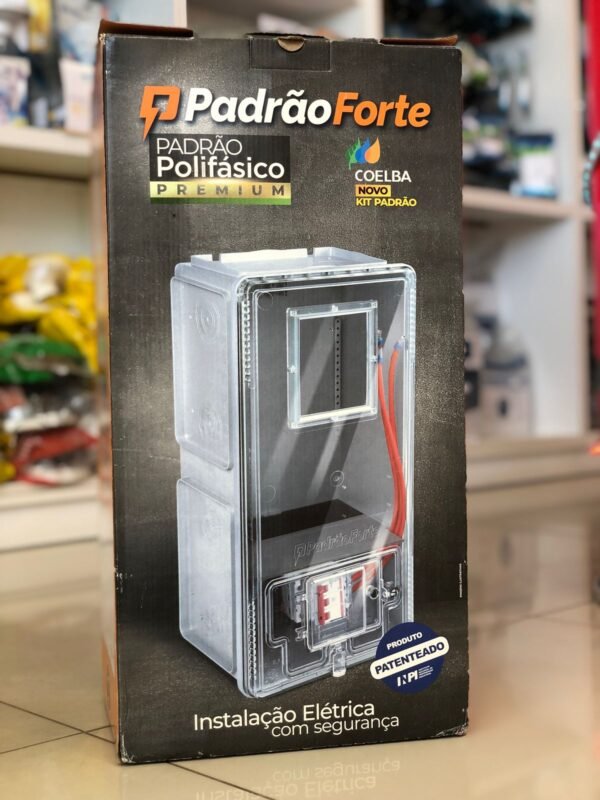 PadrãoForte
PADRÃO
Polifásico
PREMIUM
COELBA
NOVO
KIT PADRÃO
PadrãoForte
PRODUTO
PATENTEADO
INPI
Instalação Elétrica
com segurança